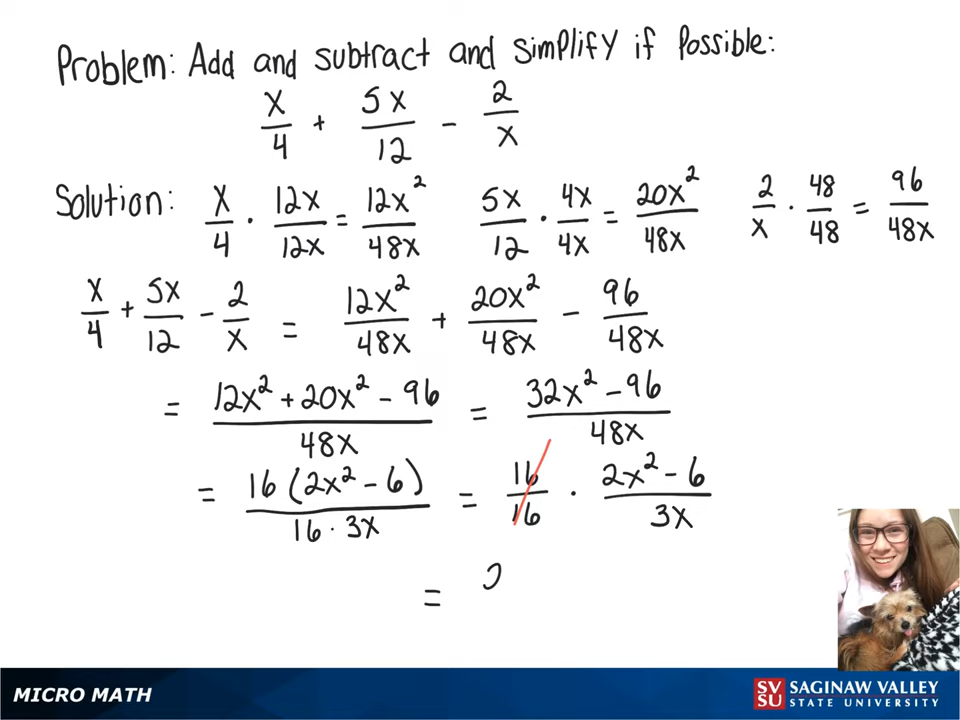 Problem: Add and subtract and simplify if possible:
x/4 + 5x/12 - 2/x
Solution: x/4 · 12x/12x = 12x²/48x 5x/12 · 4x/4x = 20x²/48x 2/x · 48/48 = 96/48x
x/4 + 5x/12 - 2/x = 12x²/48x + 20x²/48x - 96/48x
= (12x² + 20x² - 96)/48x = (32x² - 96)/48x
= 16(2x² - 6)/(16 · 3x) = 16/16 · (2x² - 6)/3x
= 2
MICRO MATH
SVSU SAGINAW VALLEY
STATE UNIVERSITY